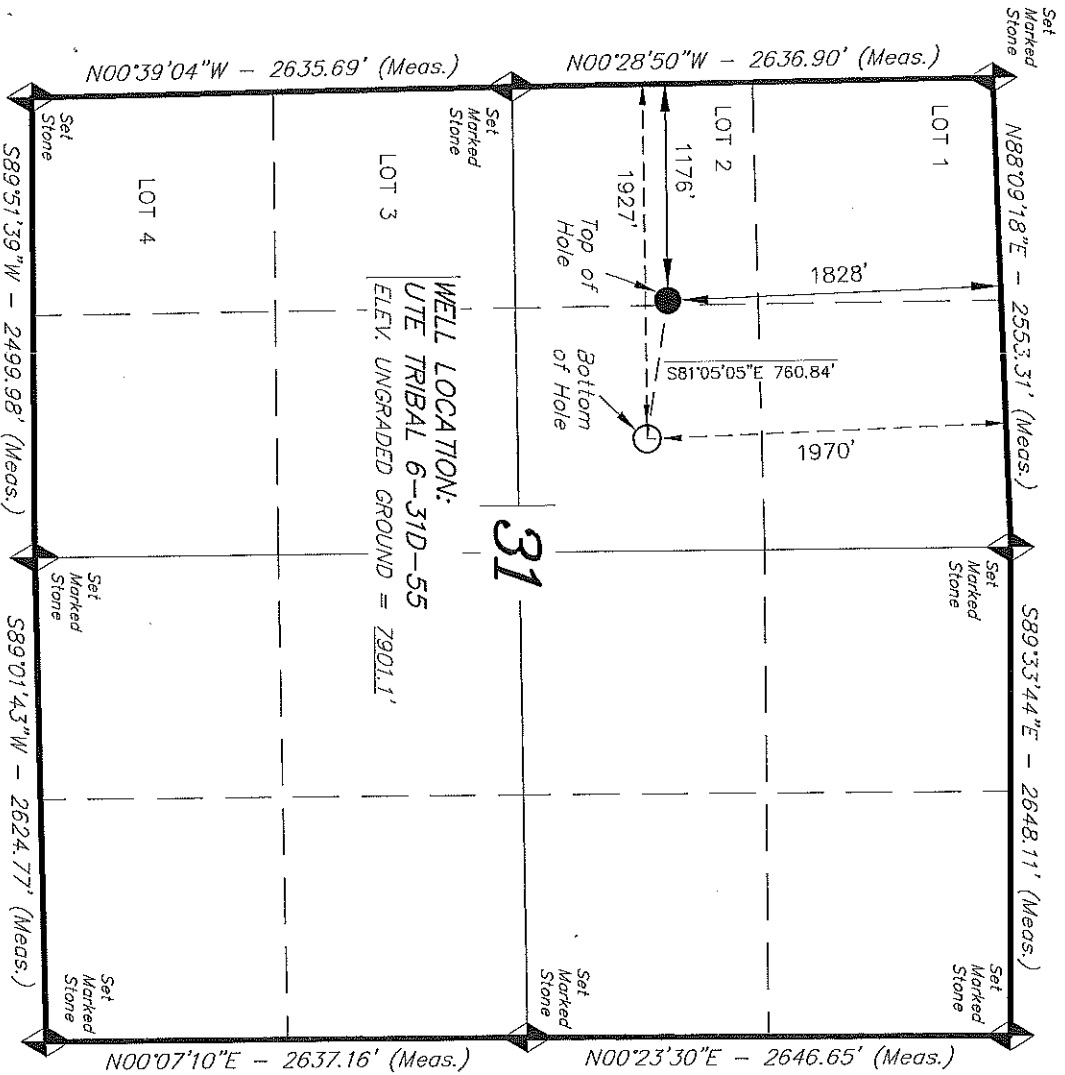 Set
Marked
Stone
N88°09'18"E - 2553.31' (Meas.)
S89°33'44"E - 2648.11' (Meas.)
N00°28'50"W - 2636.90' (Meas.)
N00°39'04"W - 2635.69' (Meas.)
LOT 1
LOT 2
1176'
1927'
1828'
1970'
Top of
Hole
Bottom
of Hole
S81°05'05"E 760.84'
Set
Marked
Stone
Set
Marked
Stone
Set
Marked
Stone
31
WELL LOCATION:
UTE TRIBAL 6-31D-55
ELEV. UNGRADED GROUND = 7901.1'
LOT 3
LOT 4
Set
Marked
Stone
Set
Stone
Set
Marked
Stone
Set
Marked
Stone
S89°51'39"W - 2499.98' (Meas.)
S89°01'43"W - 2624.77' (Meas.)
N00°23'30"E - 2646.65' (Meas.)
N00°07'10"E - 2637.16' (Meas.)